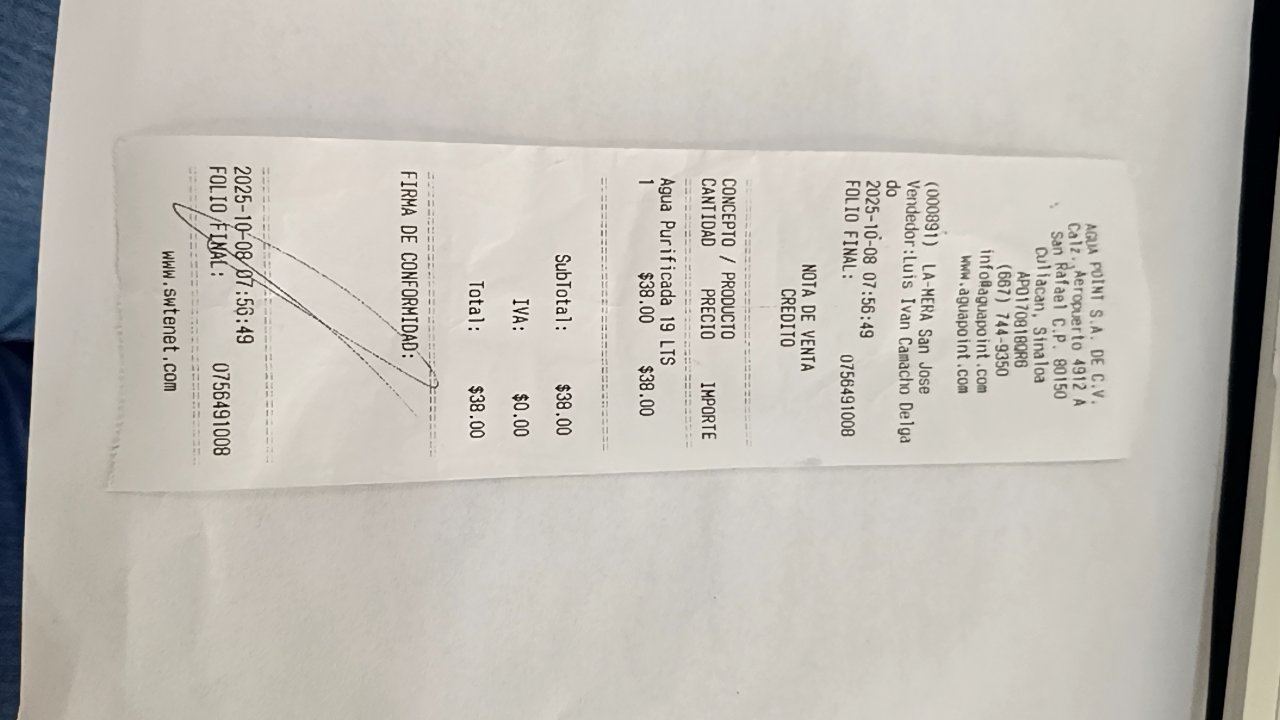 AGUA POINT S.A. DE C.V.
Calz. Aeropuerto 4912 A
San Rafael C.P. 80150
Culiacan, Sinaloa
APO170818QR6
(667) 744-9350
info@aguapoint.com
www.aguapoint.com
(000891) LA-MERA San Jose
Vendedor:Luis Ivan Camacho Delga
do
2025-10-08 07:56:49
FOLIO FINAL: 0756491008
NOTA DE VENTA
CREDITO
CONCEPTO / PRODUCTO
CANTIDAD PRECIO IMPORTE
Agua Purificada 19 LTS
1 $38.00 $38.00
SubTotal: $38.00
IVA: $0.00
Total: $38.00
FIRMA DE CONFORMIDAD:
2025-10-08 07:56:49
FOLIO FINAL: 0756491008
www.swtenet.com